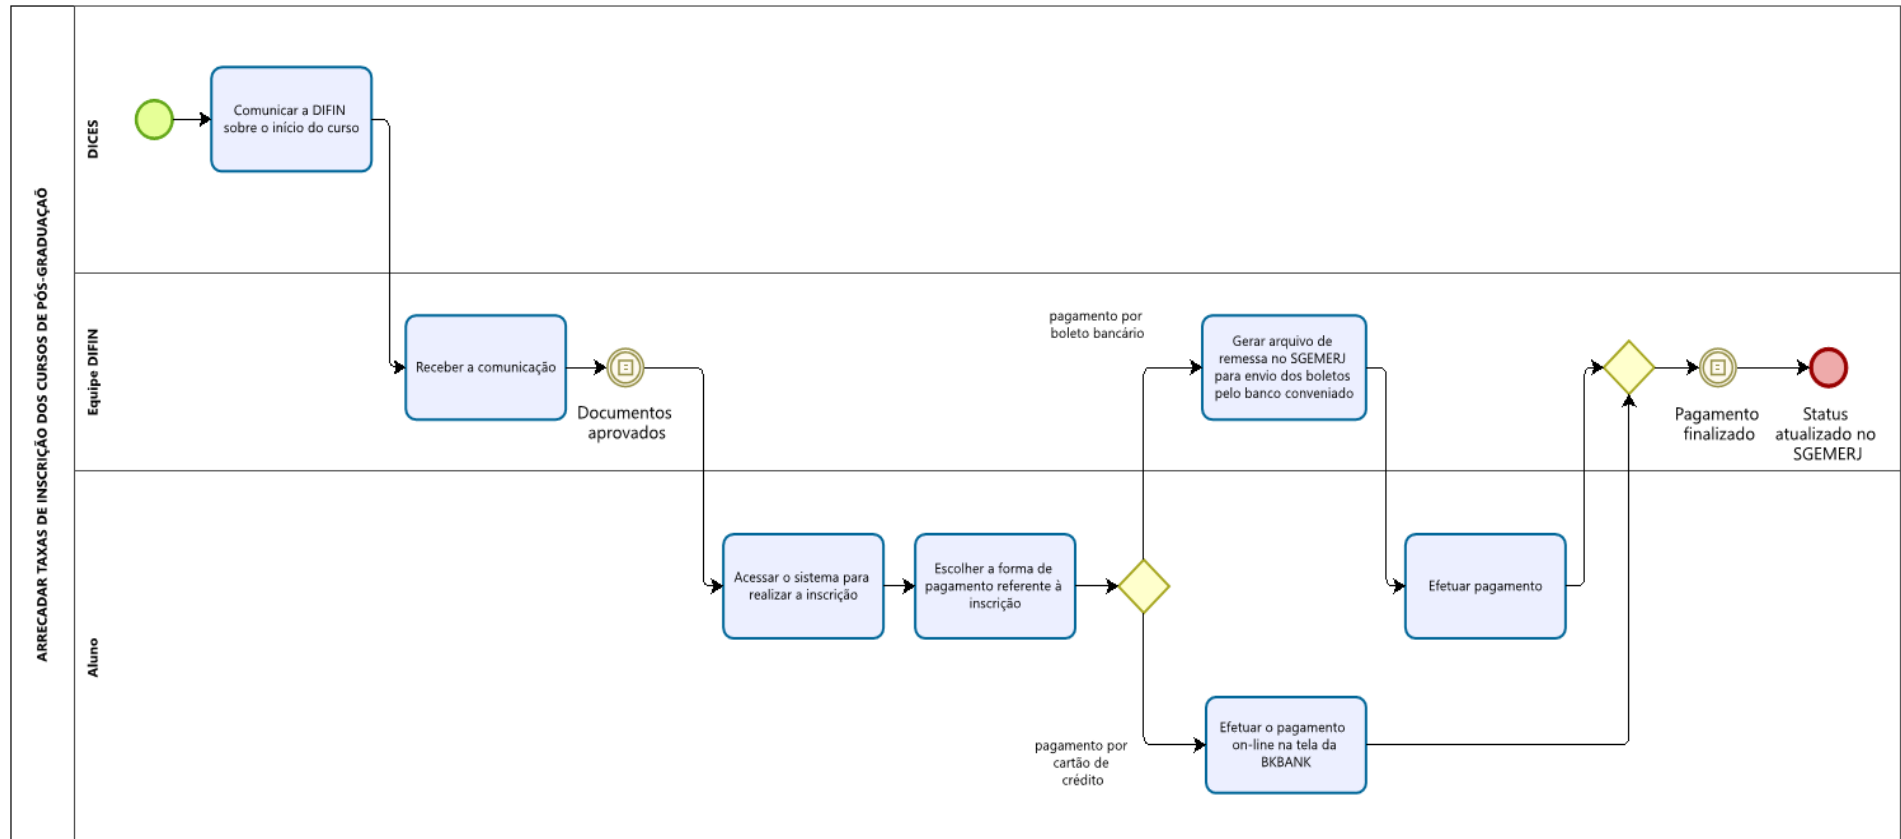 ARRECADAR TAXAS DE INSCRIÇÃO DOS CURSOS DE PÓS-GRADUAÇAÕ
DICES
Comunicar a DIFIN
sobre o início do curso
Equipe DIFIN
Receber a comunicação
Documentos
aprovados
pagamento por
boleto bancário
Gerar arquivo de
remessa no SGEMERJ
para envio dos boletos
pelo banco conveniado
Pagamento
finalizado
Status
atualizado no
SGEMERJ
Aluno
Acessar o sistema para
realizar a inscrição
Escolher a forma de
pagamento referente à
inscrição
Efetuar pagamento
pagamento por
cartão de
crédito
Efetuar o pagamento
on-line na tela da
BKBANK